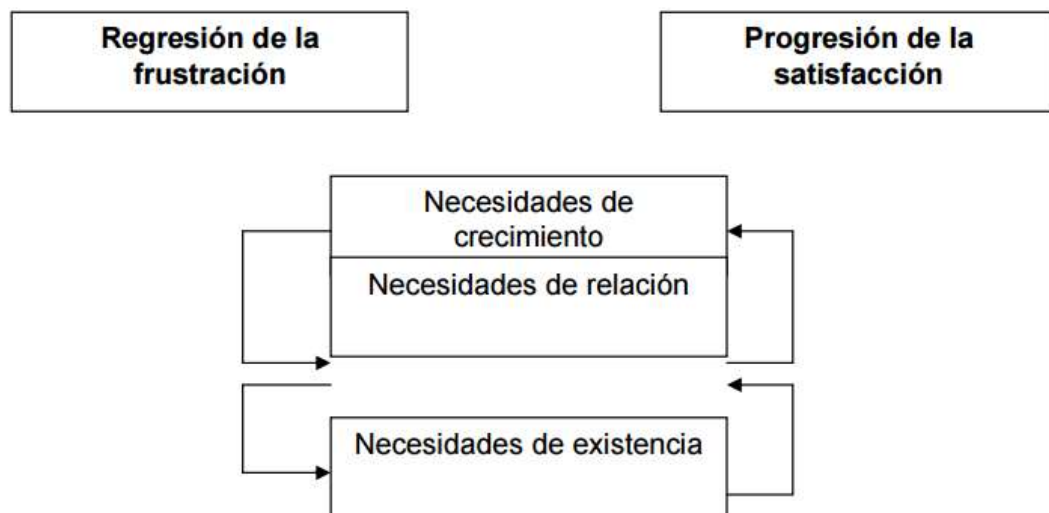 Regresión de la
frustración
Progresión de la
satisfacción
Necesidades de
crecimiento
Necesidades de relación
Necesidades de existencia